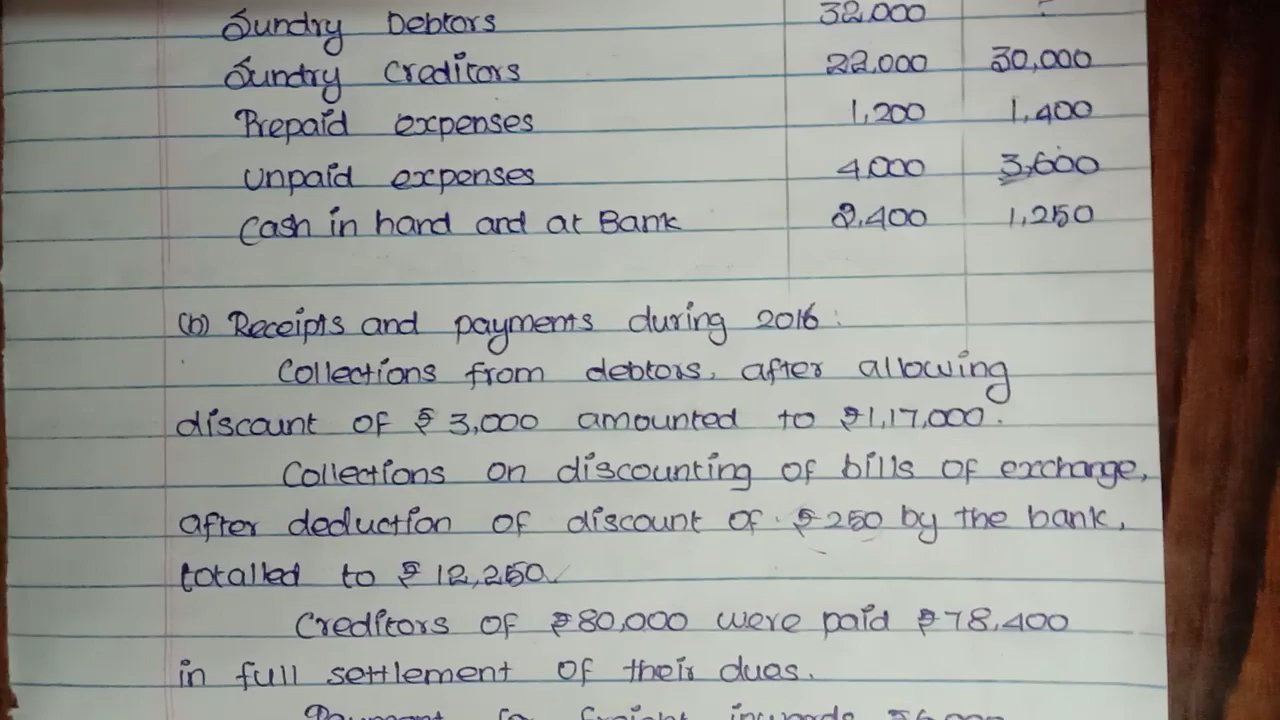 Sundry Debtors 32,000 ?
Sundry Creditors 22,000 30,000
Prepaid expenses 1,200 1,400
Unpaid expenses 4,000 3,600
Cash in hand and at Bank 2,400 1,250
(b) Receipts and payments during 2016:
Collections from debtors, after allowing
discount of ₹ 3,000 amounted to ₹1,17,000.
Collections on discounting of bills of exchange,
after deduction of discount of ₹ 250 by the bank,
totalled to ₹ 12,250.
Creditors of ₹80,000 were paid ₹78,400
in full settlement of their dues.
Payment for freight inwards